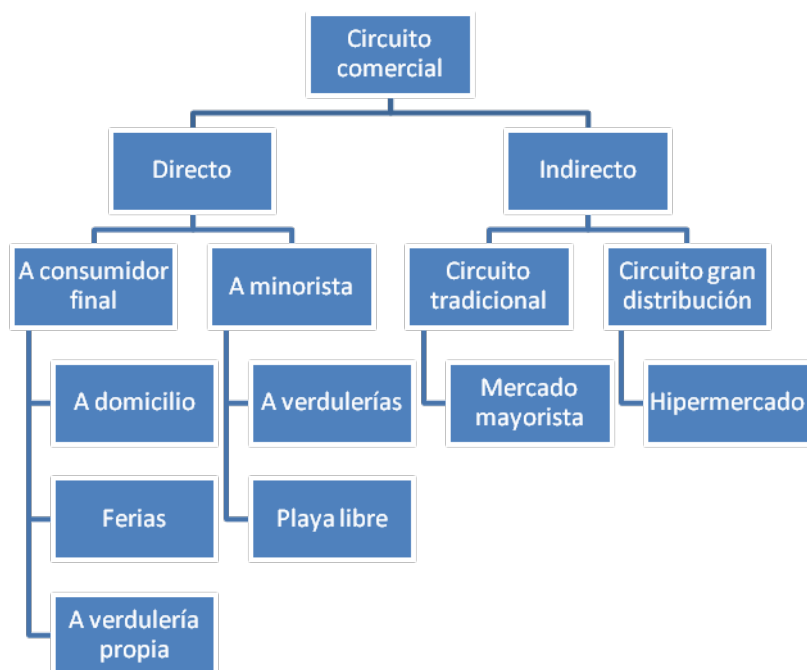 Circuito
comercial
Directo
Indirecto
A consumidor
final
A minorista
Circuito
tradicional
Circuito gran
distribución
A domicilio
A verdulerías
Mercado
mayorista
Hipermercado
Ferias
Playa libre
A verdulería
propia